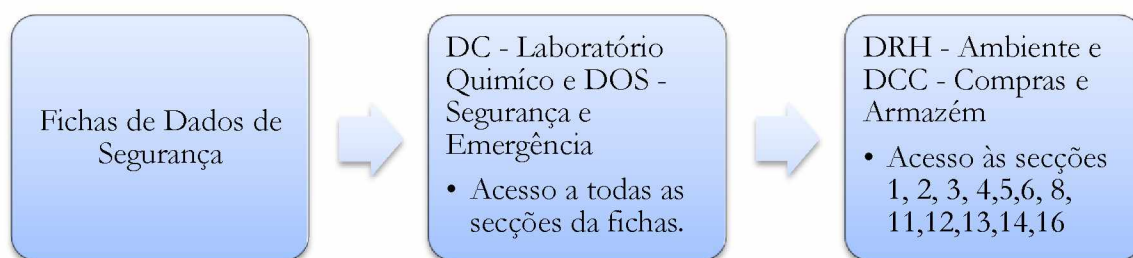 Fichas de Dados de
Segurança
DC - Laboratório
Quimíco e DOS -
Segurança e
Emergência
• Acesso a todas as
secções da fichas.
DRH - Ambiente e
DCC - Compras e
Armazém
• Acesso às secções
1, 2, 3, 4,5,6, 8,
11,12,13,14,16